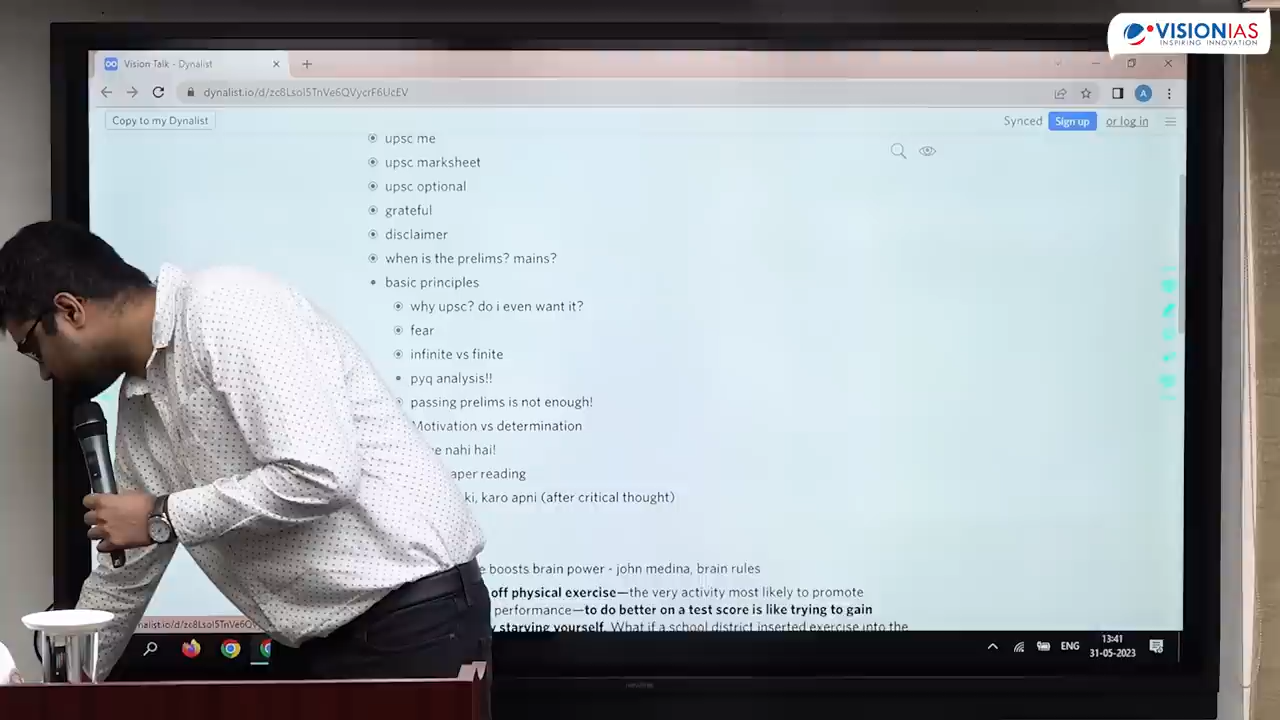 VISIONIAS
INSPIRING INNOVATION
Vision Talk - Dynalist
dynalist.io/d/zc8LsoI5TnVe6QVycrF6UcEV
Copy to my Dynalist
Synced
Sign up
or log in
upsc me
upsc marksheet
upsc optional
grateful
disclaimer
when is the prelims? mains?
basic principles
why upsc? do i even want it?
fear
infinite vs finite
pyq analysis!!
passing prelims is not enough!
Motivation vs determination
nahi hai!
reading
karo apni (after critical thought)
boosts brain power - john medina, brain rules
off physical exercise—the very activity most likely to promote
performance—to do better on a test score is like trying to gain
starving yourself. What if a school district inserted exercise into the
ENG
13:41
31-05-2023